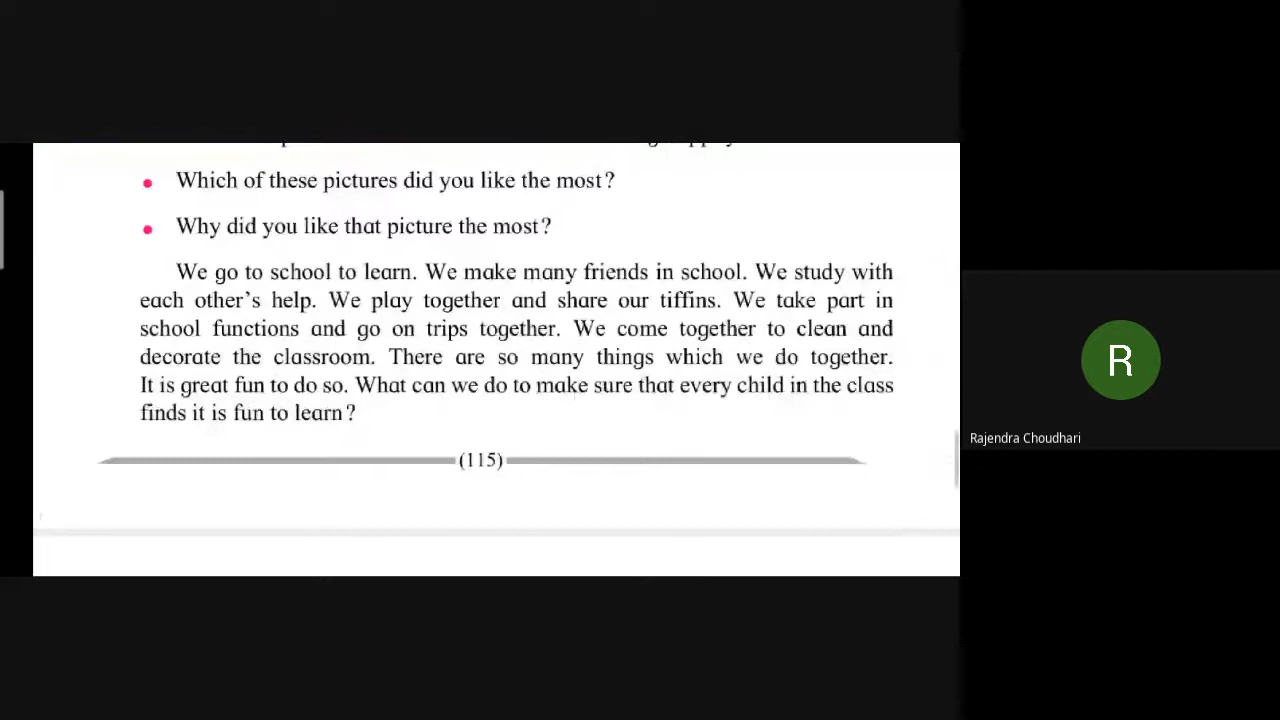 Which of these pictures did you like the most?
Why did you like that picture the most?
We go to school to learn. We make many friends in school. We study with
each other's help. We play together and share our tiffins. We take part in
school functions and go on trips together. We come together to clean and
decorate the classroom. There are so many things which we do together.
It is great fun to do so. What can we do to make sure that every child in the class
finds it is fun to learn?
(115)
R
Rajendra Choudhari